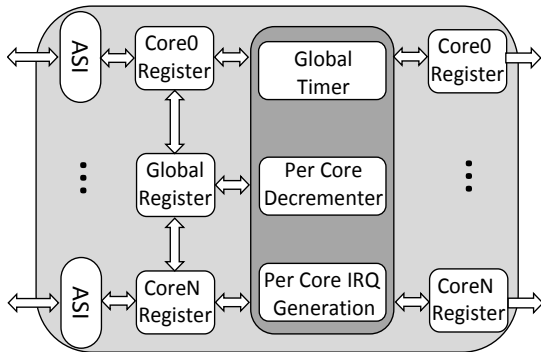 ASI
Core0
Register
Global
Timer
Core0
Register
Global
Register
Per Core
Decrementer
ASI
CoreN
Register
Per Core IRQ
Generation
CoreN
Register